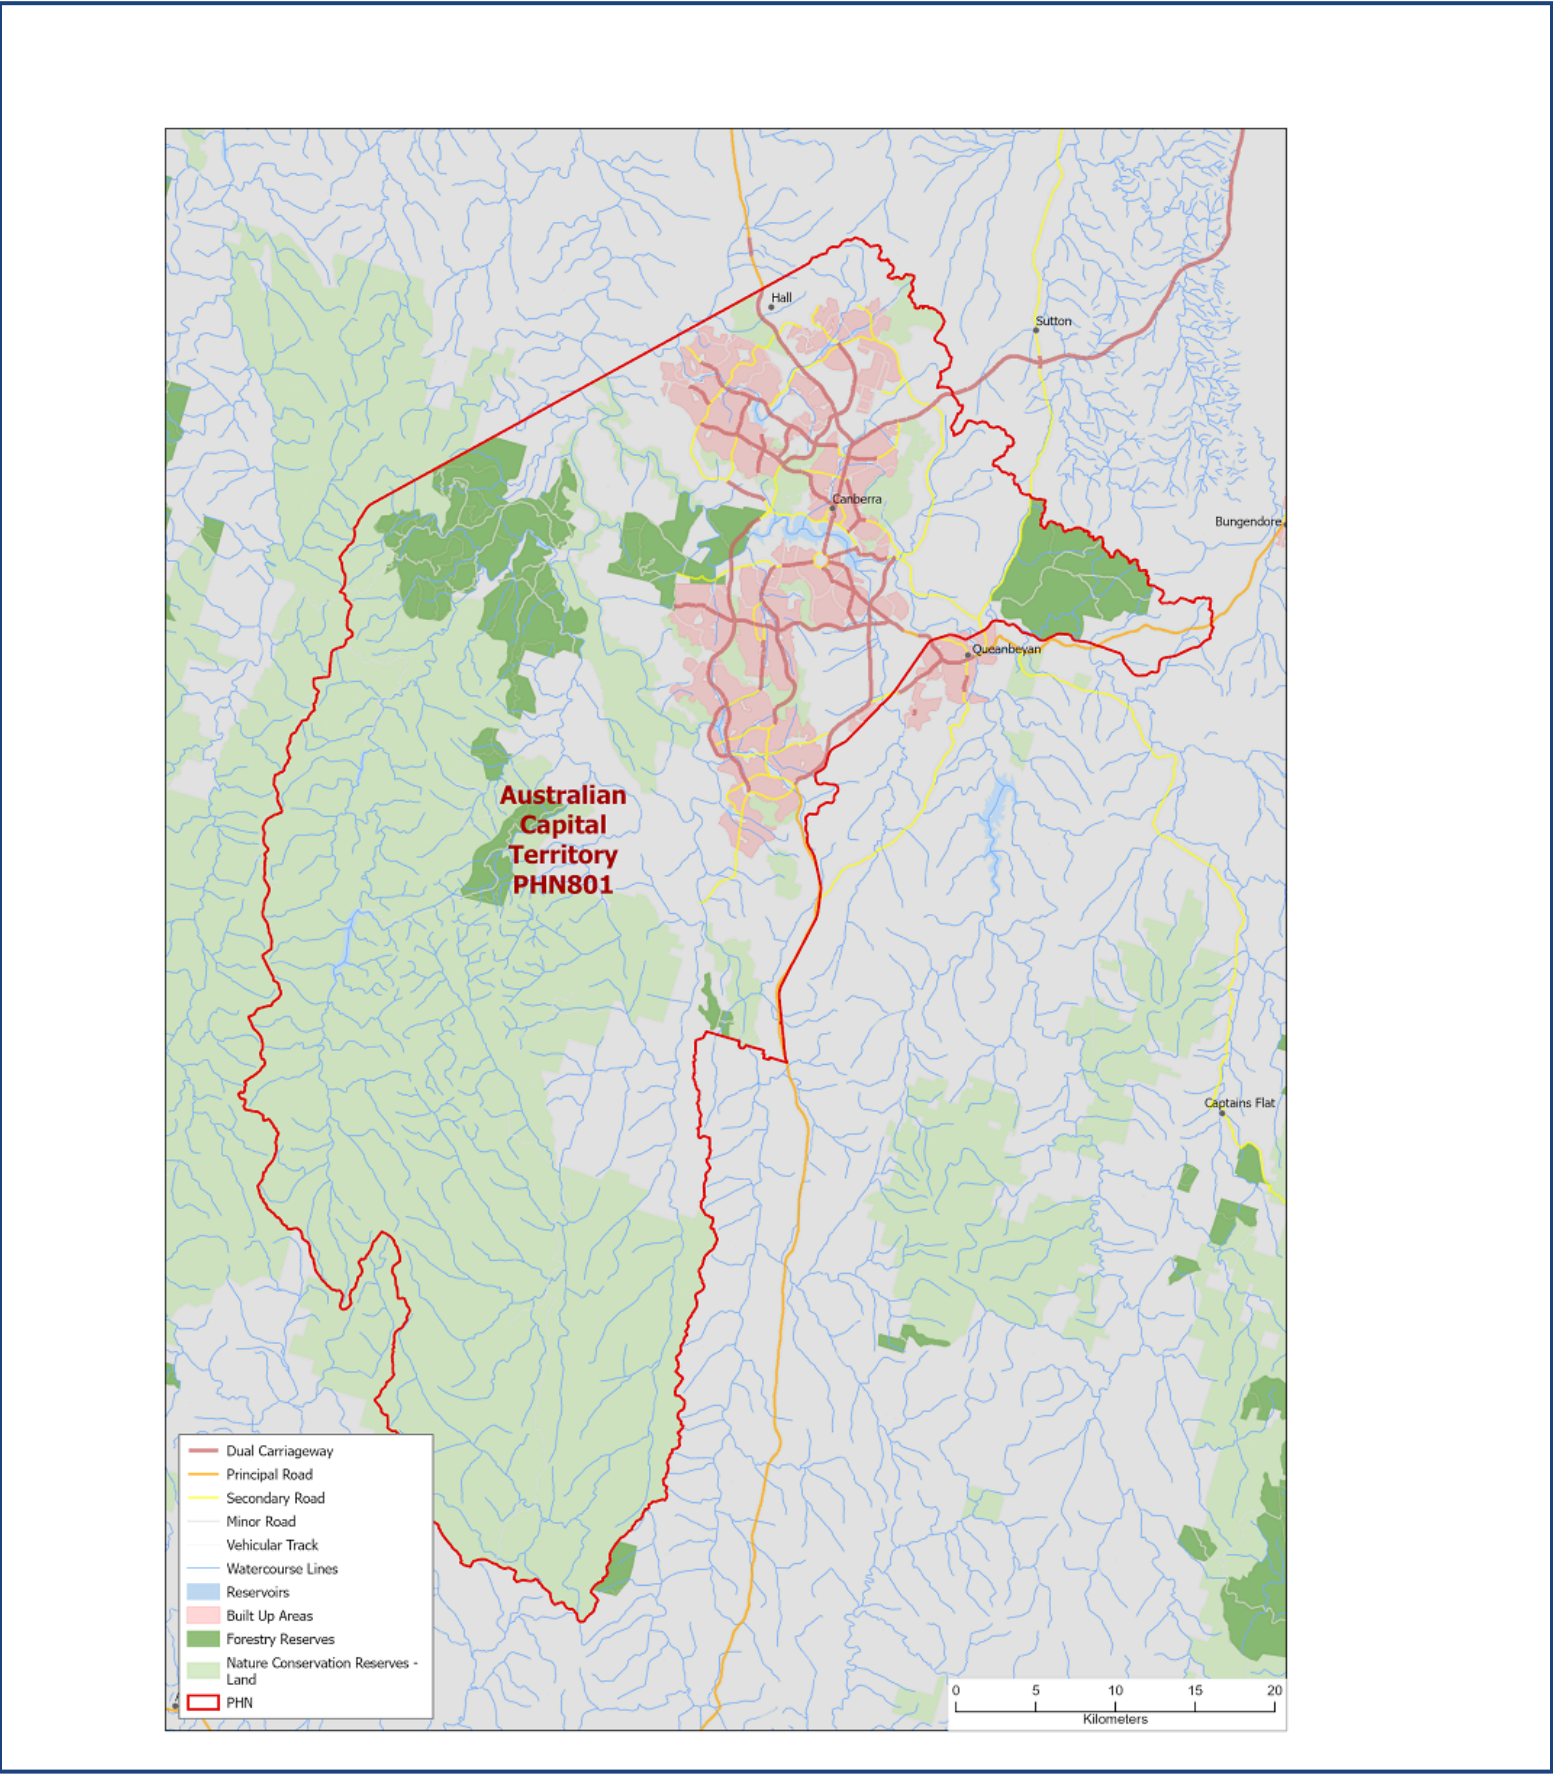 Hall
Sutton
Canberra
Bungendore
Queanbeyan
Australian
Capital
Territory
PHN801
Captains Flat
Dual Carriageway
Principal Road
Secondary Road
Minor Road
Vehicular Track
Watercourse Lines
Reservoirs
Built Up Areas
Forestry Reserves
Nature Conservation Reserves -
Land
PHN
0 5 10 15 20
Kilometers